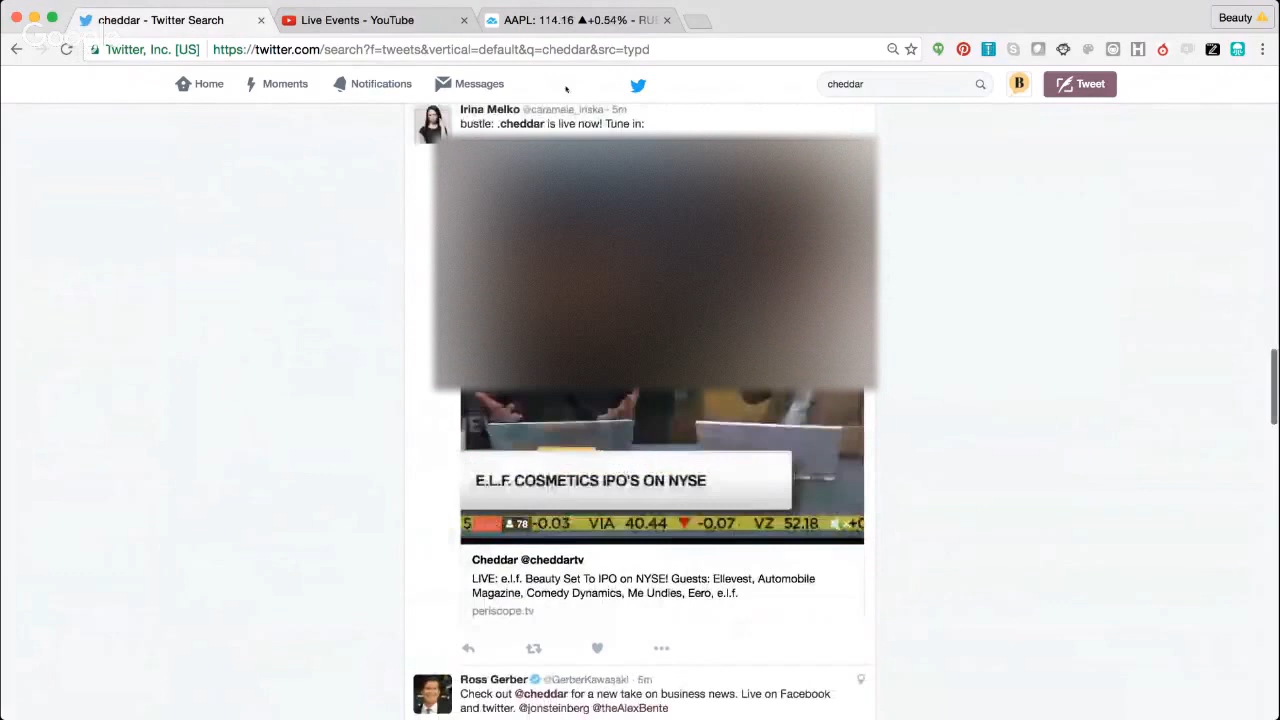 cheddar - Twitter Search
Live Events - YouTube
AAPL: 114.16 ▲+0.54% - RU
Beauty
Google
Twitter, Inc. [US]
https://twitter.com/search?f=tweets&vertical=default&q=cheddar&src=typd
Home
Moments
Notifications
Messages
cheddar
B
Tweet
Irina Melko @caramela_iriska · 5m
bustle: .cheddar is live now! Tune in:
E.L.F. COSMETICS IPO'S ON NYSE
5 78 -0.03 VIA 40.44 ▼ -0.07 VZ 52.18
Cheddar @cheddartv
LIVE: e.l.f. Beauty Set To IPO on NYSE! Guests: Ellevest, Automobile
Magazine, Comedy Dynamics, Me Undies, Eero, e.l.f.
periscope.tv
Ross Gerber @GerberKawasaki · 5m
Check out @cheddar for a new take on business news. Live on Facebook
and twitter. @jonsteinberg @theAlexBente